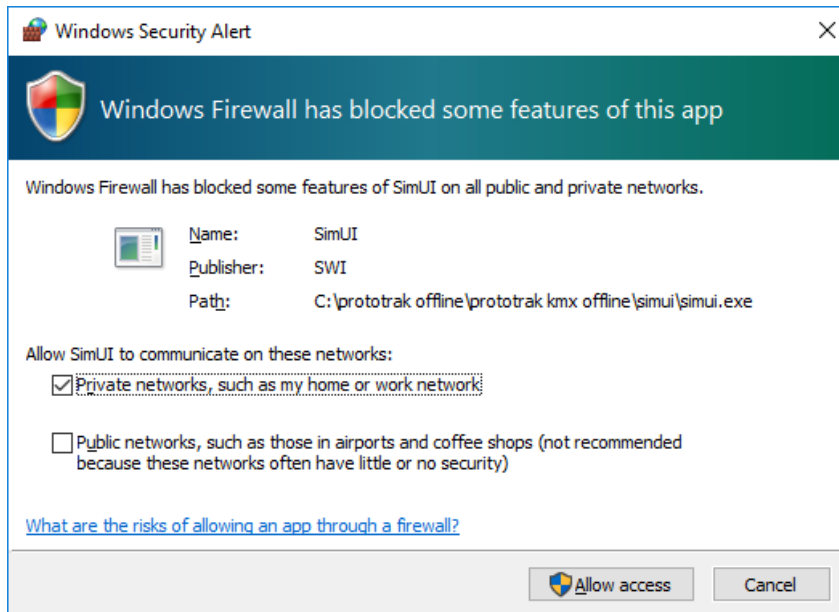 Windows Security Alert
Windows Firewall has blocked some features of this app
Windows Firewall has blocked some features of SimUI on all public and private networks.
Name: SimUI
Publisher: SWI
Path: C:\prototrak offline\prototrak kmx offline\simui\simui.exe
Allow SimUI to communicate on these networks:
Private networks, such as my home or work network
Public networks, such as those in airports and coffee shops (not recommended
because these networks often have little or no security)
What are the risks of allowing an app through a firewall?
Allow access Cancel